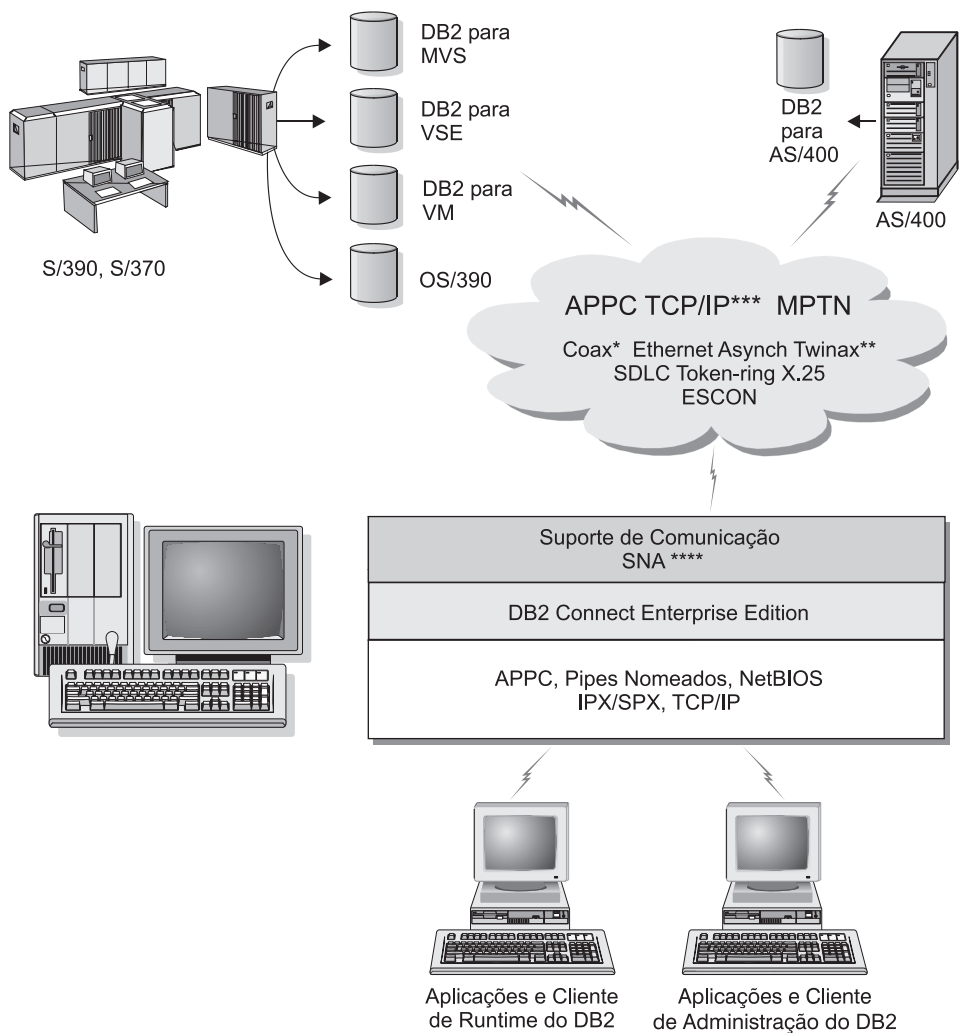 DB2 para
MVS
DB2 para
VSE
DB2 para
VM
OS/390
S/390, S/370
DB2
para
AS/400
AS/400
APPC TCP/IP*** MPTN
Coax* Ethernet Asynch Twinax**
SDLC Token-ring X.25
ESCON
Suporte de Comunicação
SNA ****
DB2 Connect Enterprise Edition
APPC, Pipes Nomeados, NetBIOS
IPX/SPX, TCP/IP
Aplicações e Cliente
de Runtime do DB2
Aplicações e Cliente
de Administração do DB2